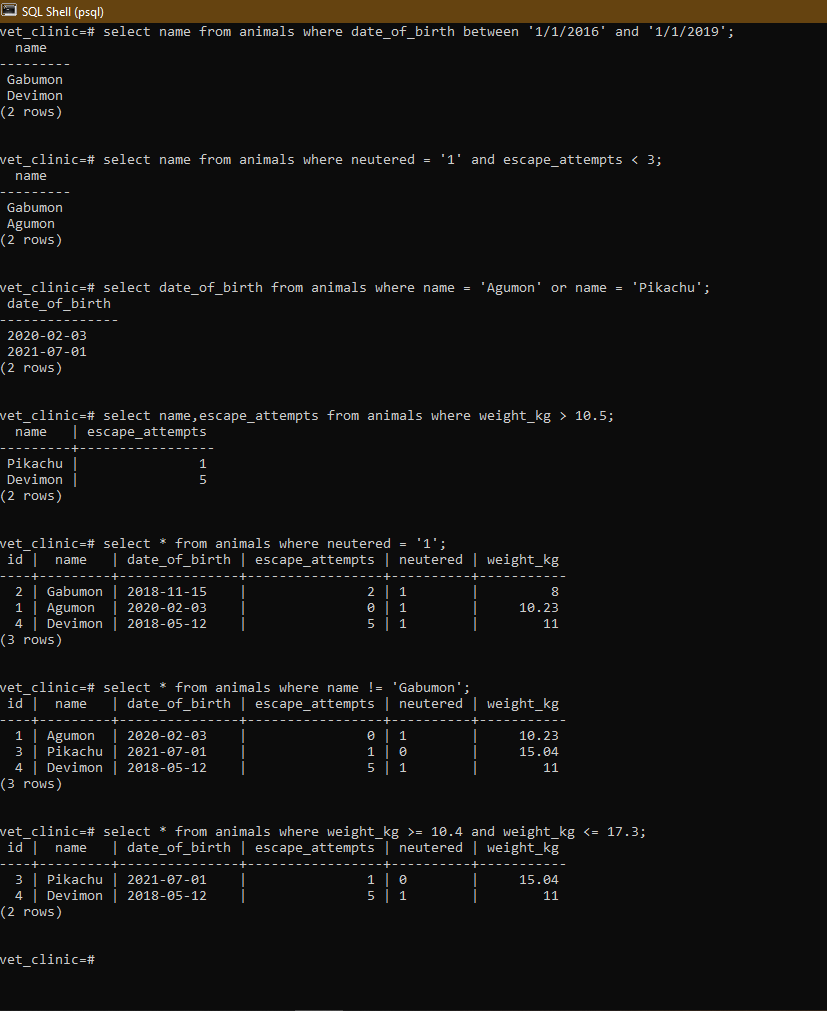 SQL Shell (psql)
vet_clinic=# select name from animals where date_of_birth between '1/1/2016' and '1/1/2019';
  name
---------
 Gabumon
 Devimon
(2 rows)
vet_clinic=# select name from animals where neutered = '1' and escape_attempts < 3;
  name
---------
 Gabumon
 Agumon
(2 rows)
vet_clinic=# select date_of_birth from animals where name = 'Agumon' or name = 'Pikachu';
 date_of_birth
---------------
 2020-02-03
 2021-07-01
(2 rows)
vet_clinic=# select name,escape_attempts from animals where weight_kg > 10.5;
  name   | escape_attempts
---------+-----------------
 Pikachu |               1
 Devimon |               5
(2 rows)
vet_clinic=# select * from animals where neutered = '1';
 id |  name   | date_of_birth | escape_attempts | neutered | weight_kg
----+---------+---------------+-----------------+----------+-----------
  2 | Gabumon | 2018-11-15    |               2 | 1        |         8
  1 | Agumon  | 2020-02-03    |               0 | 1        |     10.23
  4 | Devimon | 2018-05-12    |               5 | 1        |        11
(3 rows)
vet_clinic=# select * from animals where name != 'Gabumon';
 id |  name   | date_of_birth | escape_attempts | neutered | weight_kg
----+---------+---------------+-----------------+----------+-----------
  1 | Agumon  | 2020-02-03    |               0 | 1        |     10.23
  3 | Pikachu | 2021-07-01    |               1 | 0        |     15.04
  4 | Devimon | 2018-05-12    |               5 | 1        |        11
(3 rows)
vet_clinic=# select * from animals where weight_kg >= 10.4 and weight_kg <= 17.3;
 id |  name   | date_of_birth | escape_attempts | neutered | weight_kg
----+---------+---------------+-----------------+----------+-----------
  3 | Pikachu | 2021-07-01    |               1 | 0        |     15.04
  4 | Devimon | 2018-05-12    |               5 | 1        |        11
(2 rows)
vet_clinic=#